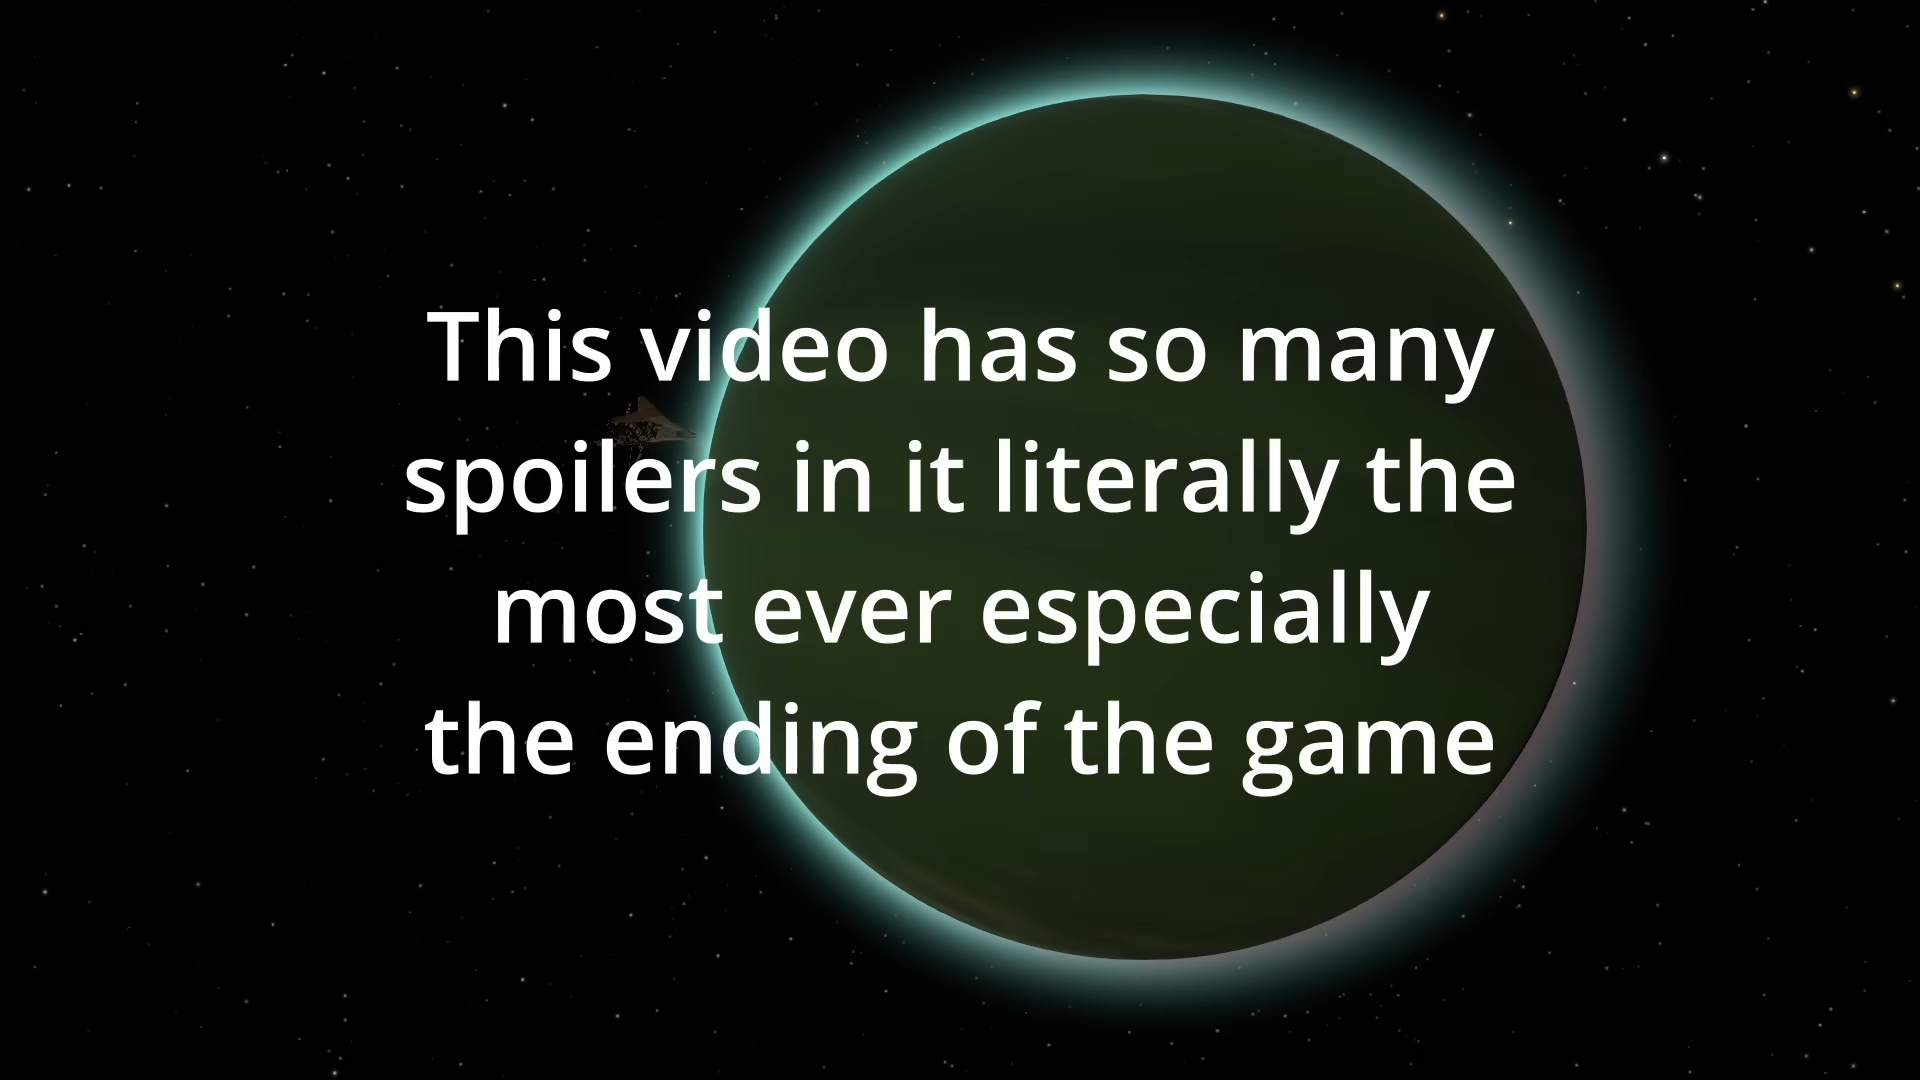 This video has so many
spoilers in it literally the
most ever especially
the ending of the game